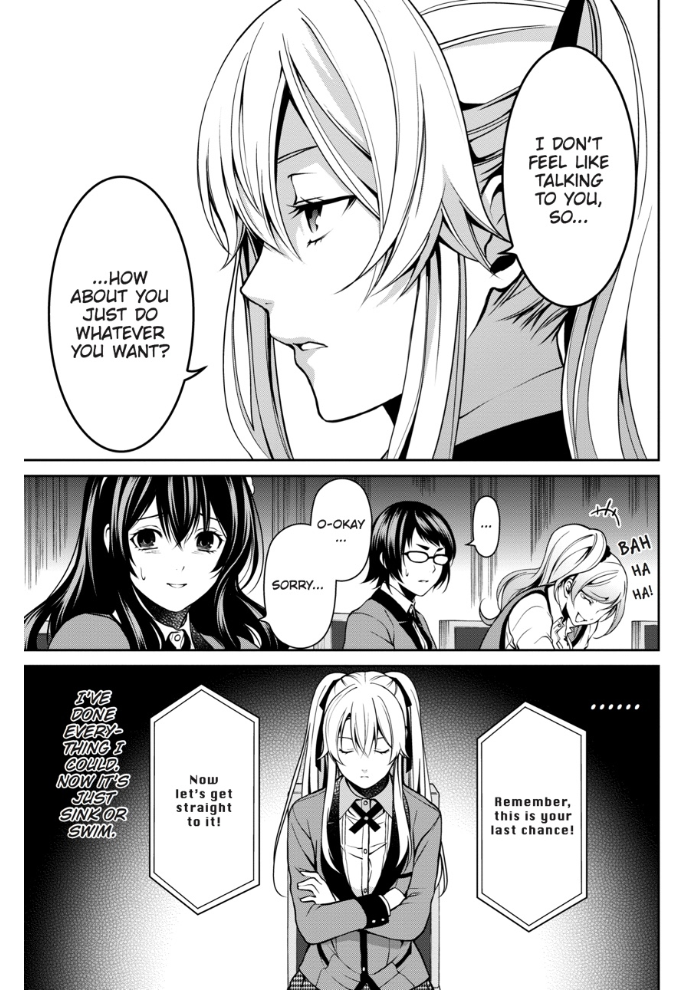 I DON'T
FEEL LIKE
TALKING
TO YOU,
SO...
...HOW
ABOUT YOU
JUST DO
WHATEVER
YOU WANT?
BAH
HA
HA!
...
O-OKAY
...
SORRY...
......
Remember,
this is your
last chance!
Now
let's get
straight
to it!
I'VE
DONE
EVERY-
THING I
COULD.
NOW IT'S
JUST
SINK OR
SWIM.